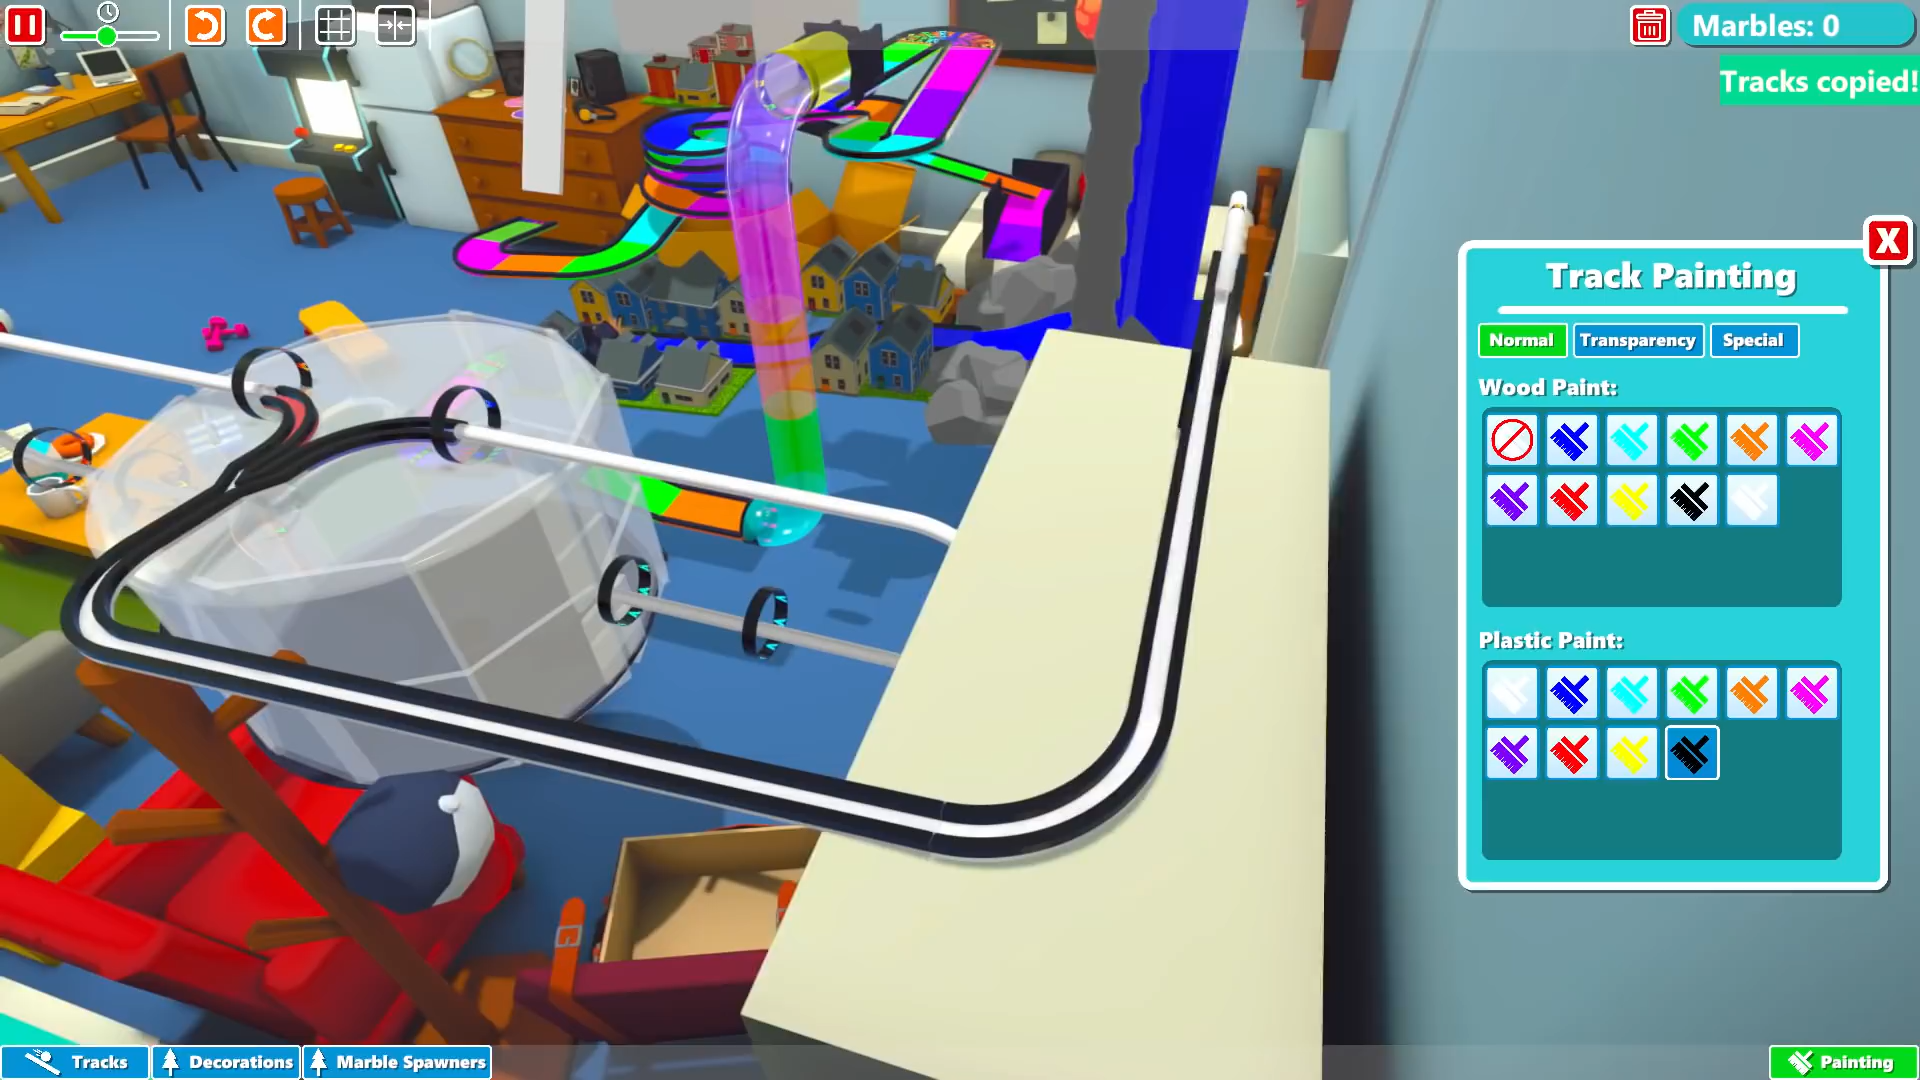 Marbles: 0
Tracks copied!
Track Painting
Normal
Transparency
Special
Wood Paint:
Plastic Paint:
Tracks
Decorations
Marble Spawners
Painting